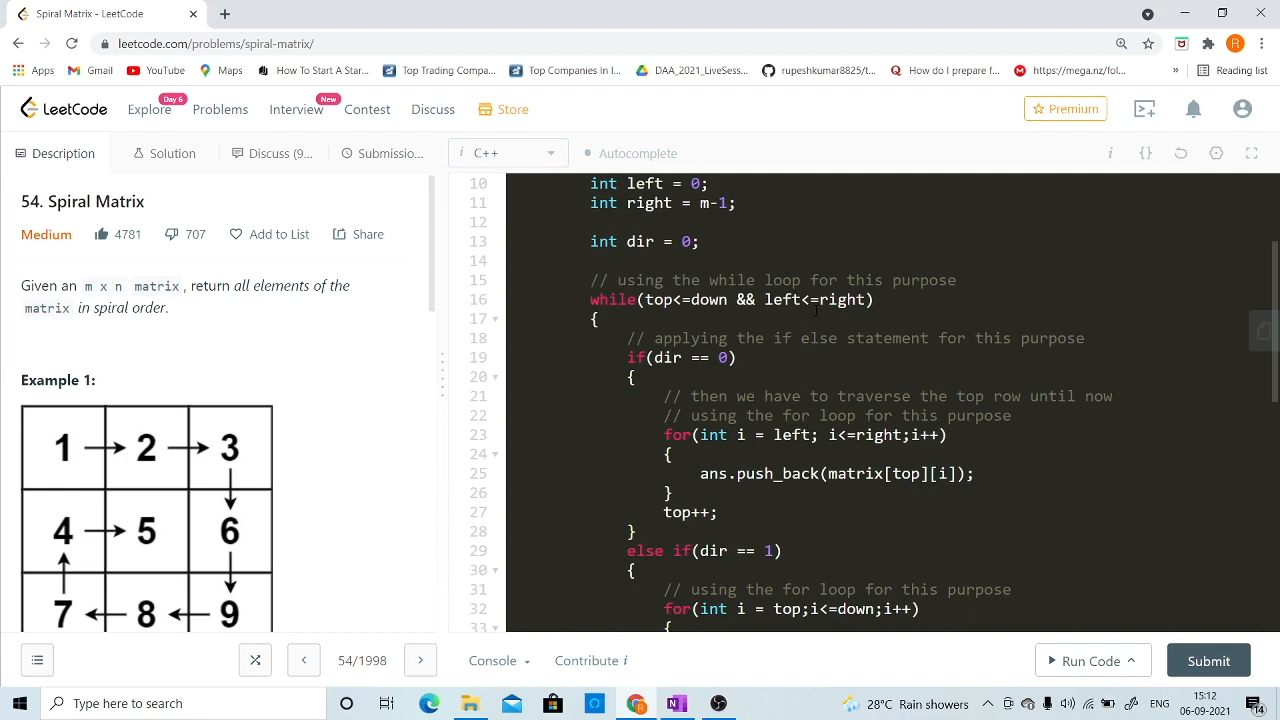 Spiral Matrix - LeetCode
leetcode.com/problems/spiral-matrix/
Apps Gmail YouTube Maps How To Start A Star... Top Trading Compa... Top Companies In I... DAA_2021_LiveSess... rupeshkumar8825/t... How do I prepare f... https://mega.nz/fol... » Reading list
LeetCode Explore Day 6 Problems Interview New Contest Discuss Store Premium
Description Solution Discuss (9... Submissio... i C++ Autocomplete
54. Spiral Matrix
Medium 4781 Add to List Share
Given an m x n matrix, return all elements of the
matrix in spiral order.
Example 1:
1 2 3
4 5 6
7 8 9
10 int left = 0;
11 int right = m-1;
12
13 int dir = 0;
14
15 // using the while loop for this purpose
16 while(top<=down && left<=right)
17 {
18 // applying the if else statement for this purpose
19 if(dir == 0)
20 {
21 // then we have to traverse the top row until now
22 // using the for loop for this purpose
23 for(int i = left; i<=right;i++)
24 {
25 ans.push_back(matrix[top][i]);
26 }
27 top++;
28 }
29 else if(dir == 1)
30 {
31 // using the for loop for this purpose
32 for(int i = top;i<=down;i++)
33 {
54/1998 Console Contribute i Run Code Submit
Type here to search 28°C Rain showers ENG 15:12
06-09-2021 14